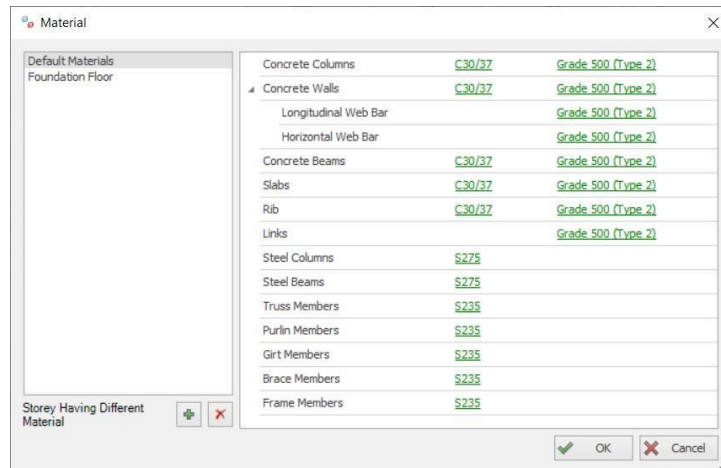 Material
Default Materials
Foundation Floor
Concrete Columns C30/37 Grade 500 (Type 2)
Concrete Walls C30/37 Grade 500 (Type 2)
Longitudinal Web Bar Grade 500 (Type 2)
Horizontal Web Bar Grade 500 (Type 2)
Concrete Beams C30/37 Grade 500 (Type 2)
Slabs C30/37 Grade 500 (Type 2)
Rib C30/37 Grade 500 (Type 2)
Links Grade 500 (Type 2)
Steel Columns S275
Steel Beams S275
Truss Members S235
Purlin Members S235
Girt Members S235
Brace Members S235
Frame Members S235
Storey Having Different
Material
OK Cancel